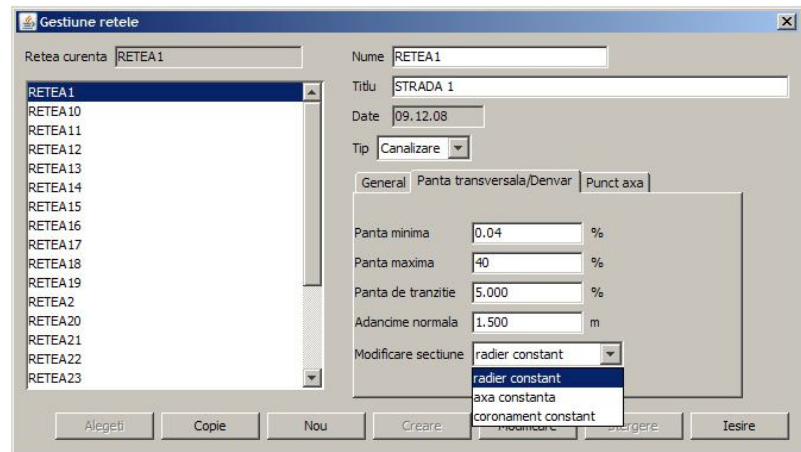 Gestiune retele
Retea curenta RETEA1
RETEA1
RETEA10
RETEA11
RETEA12
RETEA13
RETEA14
RETEA15
RETEA16
RETEA17
RETEA18
RETEA19
RETEA2
RETEA20
RETEA21
RETEA22
RETEA23
Nume RETEA1
Titlu STRADA 1
Date 09.12.08
Tip Canalizare
General Panta transversala/Denvar Punct axa
Panta minima 0.04 %
Panta maxima 40 %
Panta de tranzitie 5.000 %
Adancime normala 1.500 m
Modificare sectiune radier constant
radier constant
axa constanta
coronament constant
Alegeti Copie Nou Creare Modificare Stergere Iesire